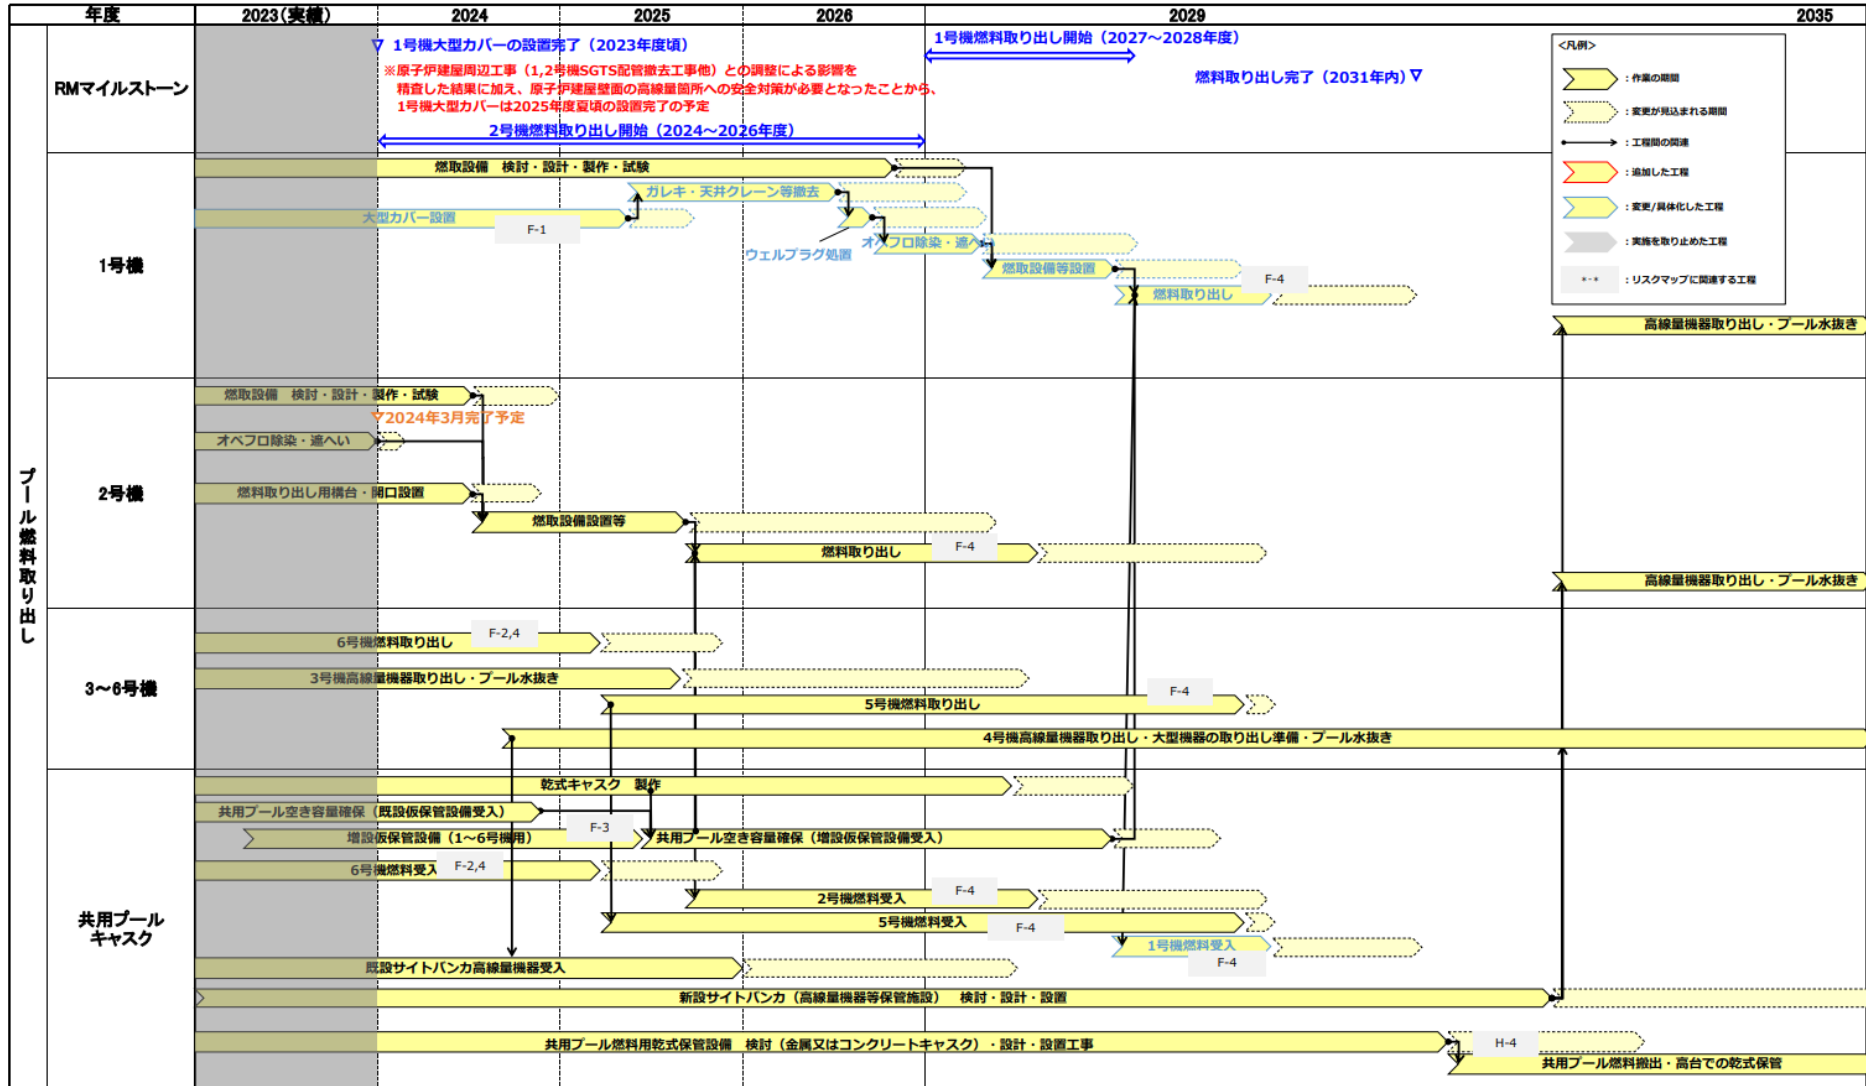 年度 2023(実績) 2024 2025 2026 2029 2035
プール燃料取り出し
RMマイルストーン
▽ 1号機大型カバーの設置完了（2023年度頃）
※原子炉建屋周辺工事（1,2号機SGTS配管撤去工事他）との調整による影響を
精査した結果に加え、原子炉建屋壁面の高線量箇所への安全対策が必要となったことから、
1号機大型カバーは2025年度夏頃の設置完了の予定
2号機燃料取り出し開始（2024～2026年度）
1号機燃料取り出し開始（2027～2028年度）
燃料取り出し完了（2031年内）▽
<凡例>
：作業の期間
：変更が見込まれる期間
：工程間の関連
：追加した工程
：変更/具体化した工程
：実施を取り止めた工程
*-* ：リスクマップに関連する工程
1号機
燃取設備　検討・設計・製作・試験
ガレキ・天井クレーン等撤去
大型カバー設置
F-1
ウェルプラグ処置
オペフロ除染・遮へい
燃取設備等設置
燃料取り出し
F-4
高線量機器取り出し・プール水抜き
2号機
燃取設備　検討・設計・製作・試験
▽2024年3月完了予定
オペフロ除染・遮へい
燃料取り出し用構台・開口設置
燃取設備設置等
燃料取り出し
F-4
高線量機器取り出し・プール水抜き
3～6号機
6号機燃料取り出し
F-2,4
3号機高線量機器取り出し・プール水抜き
5号機燃料取り出し
F-4
4号機高線量機器取り出し・大型機器の取り出し準備・プール水抜き
共用プール
キャスク
乾式キャスク　製作
共用プール空き容量確保（既設仮保管設備受入）
増設仮保管設備（1～6号機用）
F-3
共用プール空き容量確保（増設仮保管設備受入）
6号機燃料受入
F-2,4
2号機燃料受入
F-4
5号機燃料受入
F-4
1号機燃料受入
F-4
既設サイトバンカ高線量機器受入
新設サイトバンカ（高線量機器等保管施設）　検討・設計・設置
共用プール燃料用乾式保管設備　検討（金属又はコンクリートキャスク）・設計・設置工事
H-4
共用プール燃料搬出・高台での乾式保管